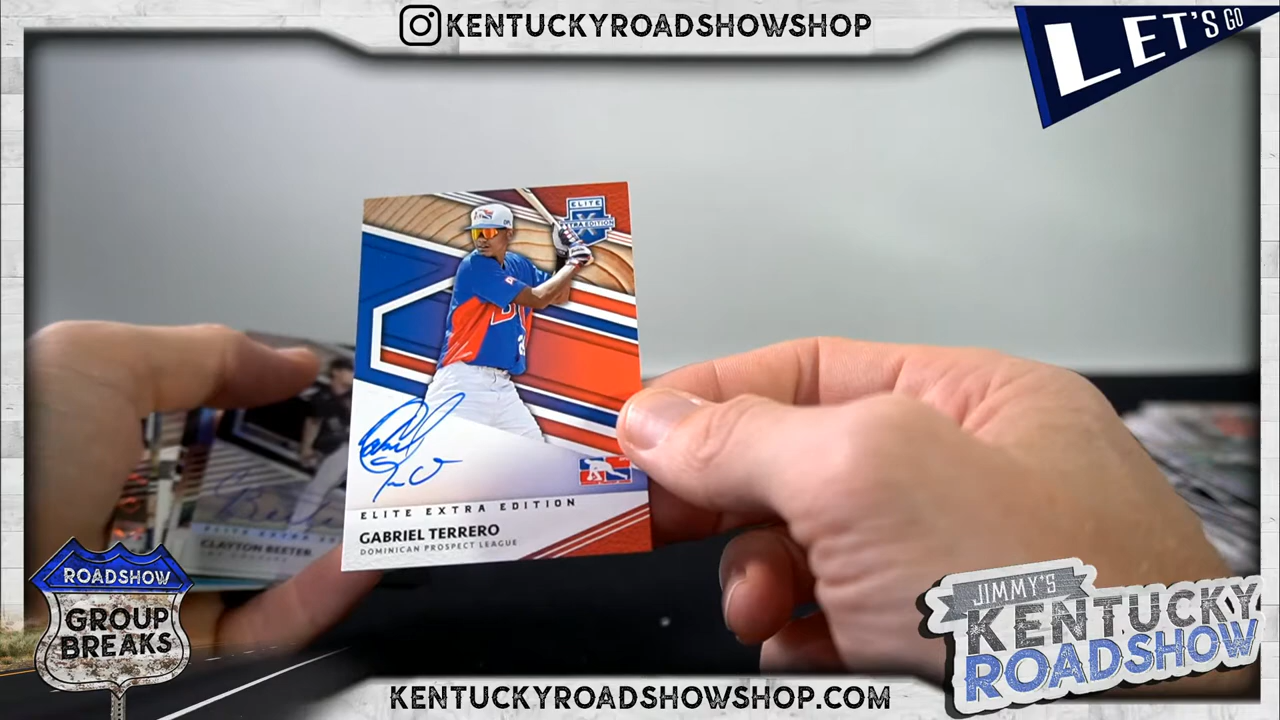 KENTUCKYROADSHOWSHOP
LET'S GO
ELITE
EXTRA EDITION
ELITE EXTRA EDITION
GABRIEL TERRERO
DOMINICAN PROSPECT LEAGUE
CLAYTON BEETER
ROADSHOW
GROUP
BREAKS
JIMMY'S
KENTUCKY
ROADSHOW
KENTUCKYROADSHOWSHOP.COM